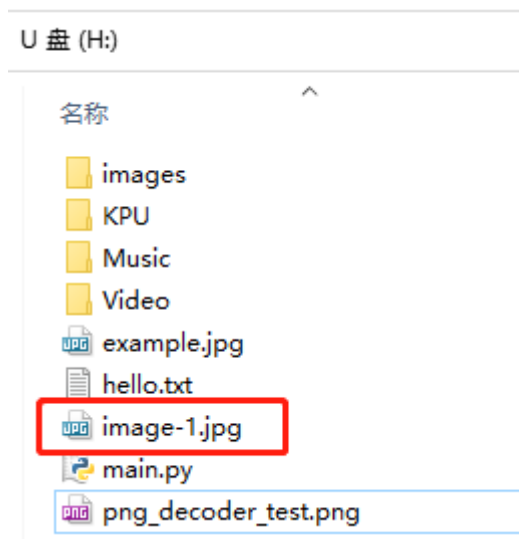 U 盘 (H:)
名称
images
KPU
Music
Video
example.jpg
hello.txt
image-1.jpg
main.py
png_decoder_test.png